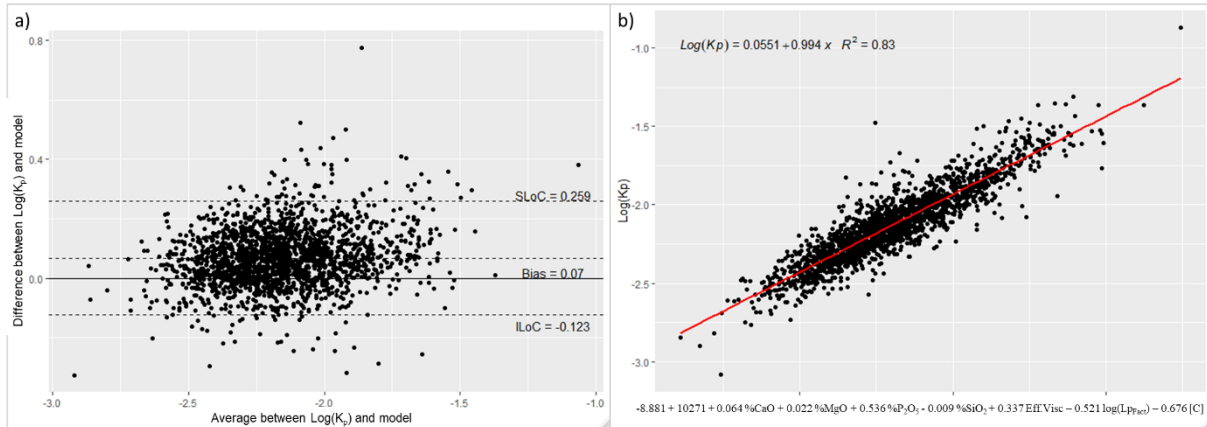 a)
Difference between Log(Kp) and model
0.8
0.4
0.0
SLoC = 0.259
Bias = 0.07
ILoC = -0.123
-3.0 -2.5 -2.0 -1.5 -1.0
Average between Log(Kp) and model
b)
Log(Kp) = 0.0551 + 0.994 x R² = 0.83
Log(Kp)
-1.0
-1.5
-2.0
-2.5
-3.0
-8.881 + 10271 + 0.064 %CaO + 0.022 %MgO + 0.536 %P₂O₅ - 0.009 %SiO₂ + 0.337 Eff.Visc – 0.521 log(LpFact) – 0.676 [C]